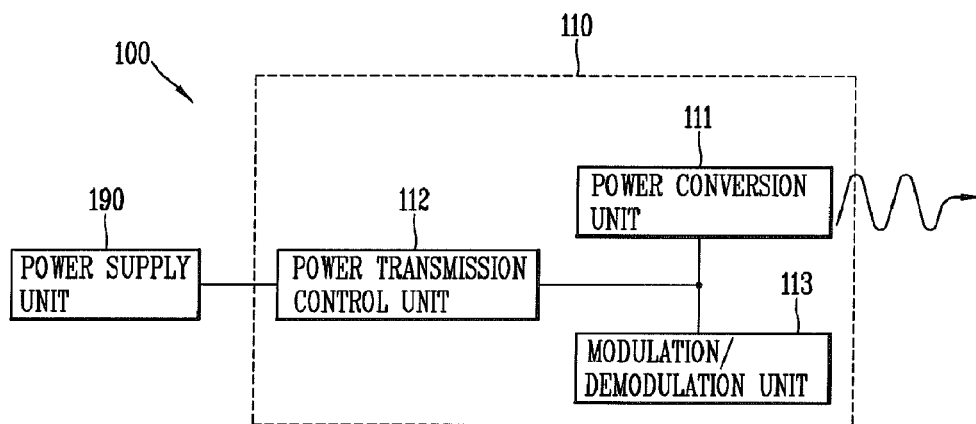 110
100
111
POWER CONVERSION
UNIT
190
112
POWER SUPPLY
UNIT
POWER TRANSMISSION
CONTROL UNIT
113
MODULATION/
DEMODULATION UNIT